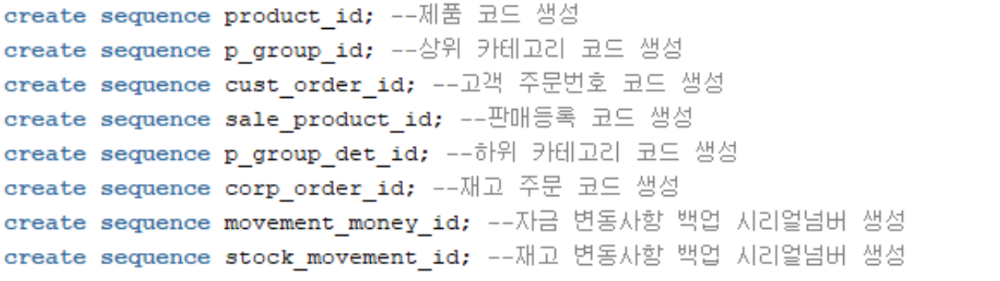 create sequence product_id; --제품 코드 생성
create sequence p_group_id; --상위 카테고리 코드 생성
create sequence cust_order_id; --고객 주문번호 코드 생성
create sequence sale_product_id; --판매등록 코드 생성
create sequence p_group_det_id; --하위 카테고리 코드 생성
create sequence corp_order_id; --재고 주문 코드 생성
create sequence movement_money_id; --자금 변동사항 백업 시리얼넘버 생성
create sequence stock_movement_id; --재고 변동사항 백업 시리얼넘버 생성